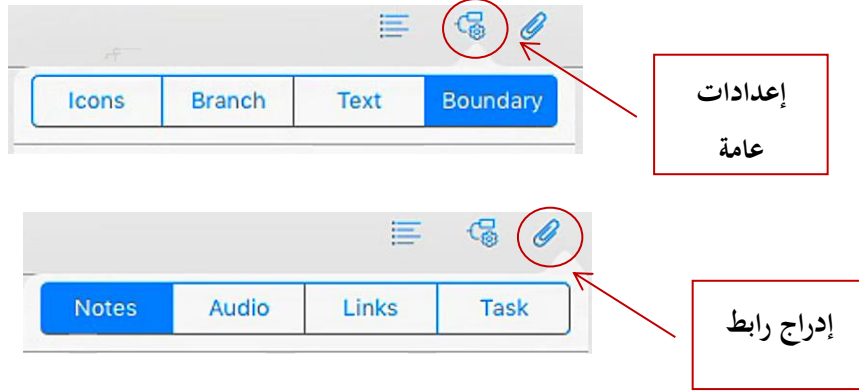 Icons Branch Text Boundary
إعدادات
عامة
Notes Audio Links Task
إدراج رابط